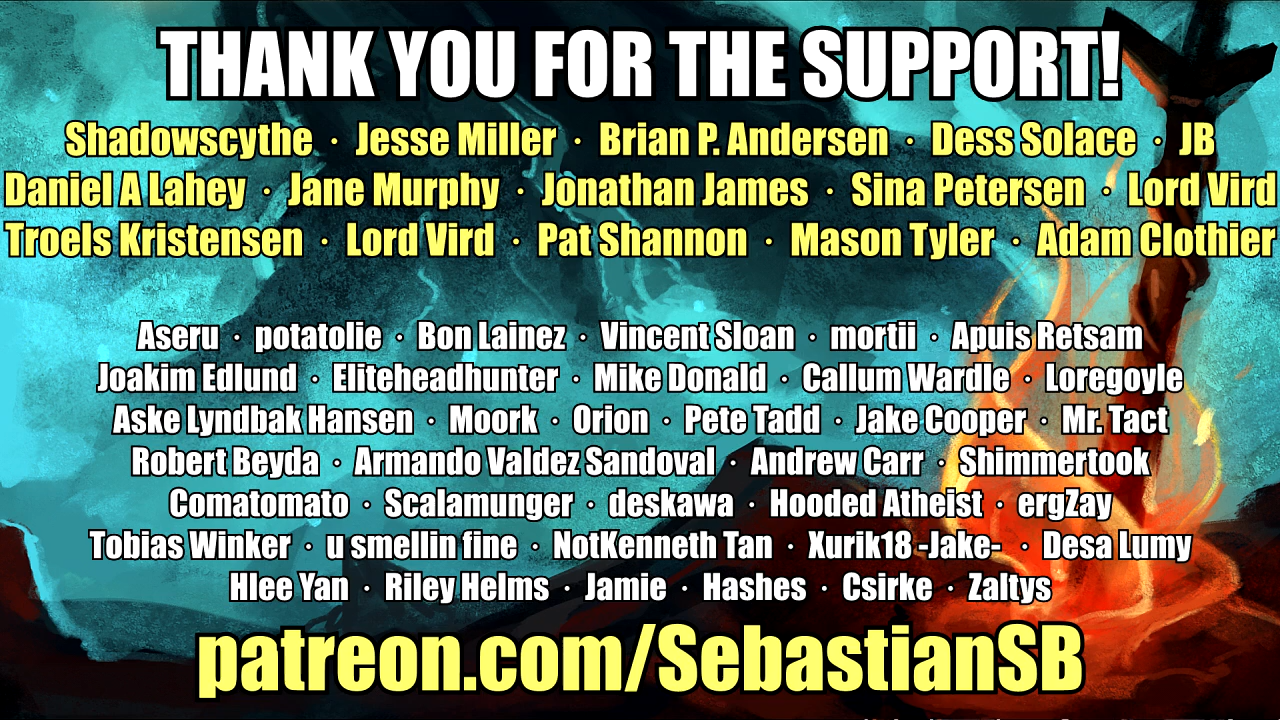 THANK YOU FOR THE SUPPORT!
Shadowscythe · Jesse Miller · Brian P. Andersen · Dess Solace · JB
Daniel A Lahey · Jane Murphy · Jonathan James · Sina Petersen · Lord Vird
Troels Kristensen · Lord Vird · Pat Shannon · Mason Tyler · Adam Clothier
Aseru · potatolie · Bon Lainez · Vincent Sloan · mortii · Apuis Retsam
Joakim Edlund · Eliteheadhunter · Mike Donald · Callum Wardle · Loregoyle
Aske Lyndbak Hansen · Moork · Orion · Pete Tadd · Jake Cooper · Mr. Tact
Robert Beyda · Armando Valdez Sandoval · Andrew Carr · Shimmertook
Comatomato · Scalamunger · deskawa · Hooded Atheist · ergZay
Tobias Winker · u smellin fine · NotKenneth Tan · Xurik18 -Jake- · Desa Lumy
Hlee Yan · Riley Helms · Jamie · Hashes · Csirke · Zaltys
patreon.com/SebastianSB